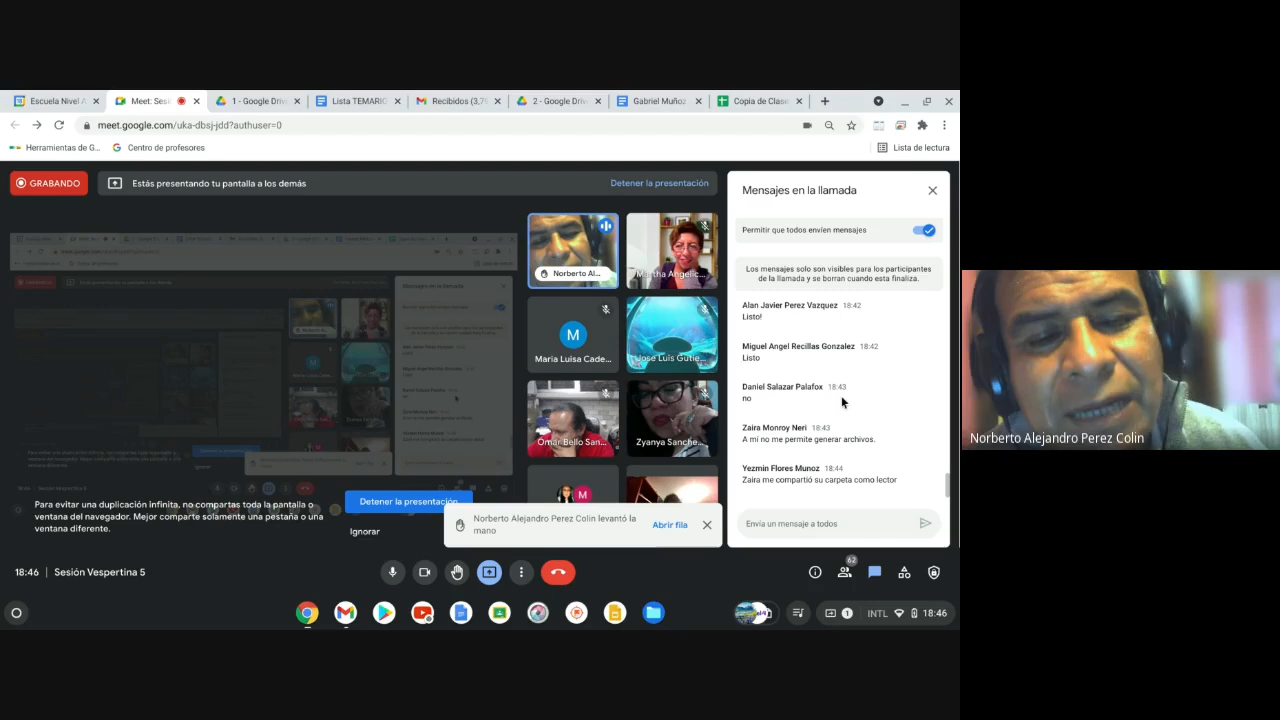 Escuela Nivel A
Meet: Sesi
1 - Google Driv
Lista TEMARIO
Recibidos (3,79
2 - Google Driv
Gabriel Muñoz
Copia de Clase
meet.google.com/uka-dbsj-jdd?authuser=0
Herramientas de G...
Centro de profesores
Lista de lectura
GRABANDO
Estás presentando tu pantalla a los demás
Detener la presentación
Mensajes en la llamada
Permitir que todos envíen mensajes
Los mensajes solo son visibles para los participantes
de la llamada y se borran cuando esta finaliza.
Alan Javier Perez Vazquez 18:42
Listo!
Miguel Angel Recillas Gonzalez 18:42
Listo
Daniel Salazar Palafox 18:43
no
Zaira Monroy Neri 18:43
A mí no me permite generar archivos.
Yezmin Flores Munoz 18:44
Zaira me compartió su carpeta como lector
Envía un mensaje a todos
Norberto Al...
Martha Angelic...
M
Maria Luisa Cade...
Jose Luis Gutie...
Omar Bello San...
Zyanya Sanche...
M
Para evitar una duplicación infinita, no compartas toda la pantalla o
ventana del navegador. Mejor comparte solamente una pestaña o una
ventana diferente.
Detener la presentación
Ignorar
Norberto Alejandro Perez Colin levantó la
mano
Abrir fila
18:46 | Sesión Vespertina 5
62
1
INTL
18:46
Norberto Alejandro Perez Colin